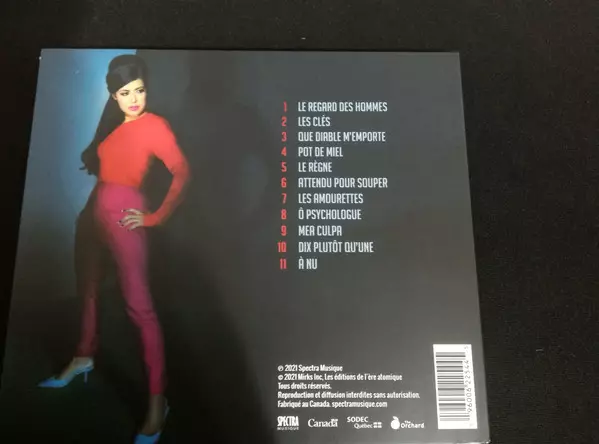 1 LE REGARD DES HOMMES
2 LES CLÉS
3 QUE DIABLE M'EMPORTE
4 POT DE MIEL
5 LE RÈGNE
6 ATTENDU POUR SOUPER
7 LES AMOURETTES
8 Ô PSYCHOLOGUE
9 MEA CULPA
10 DIX PLUTÔT QU'UNE
11 À NU
℗ 2021 Spectra Musique
© 2021 Mirks Inc, Les éditions de l'ère atomique
Tous droits réservés.
Reproduction et diffusion interdites sans autorisation.
Fabriqué au Canada. spectramusique.com
SPECTRA
MUSIQUE
Canada
SODEC
Québec
The
Orchard